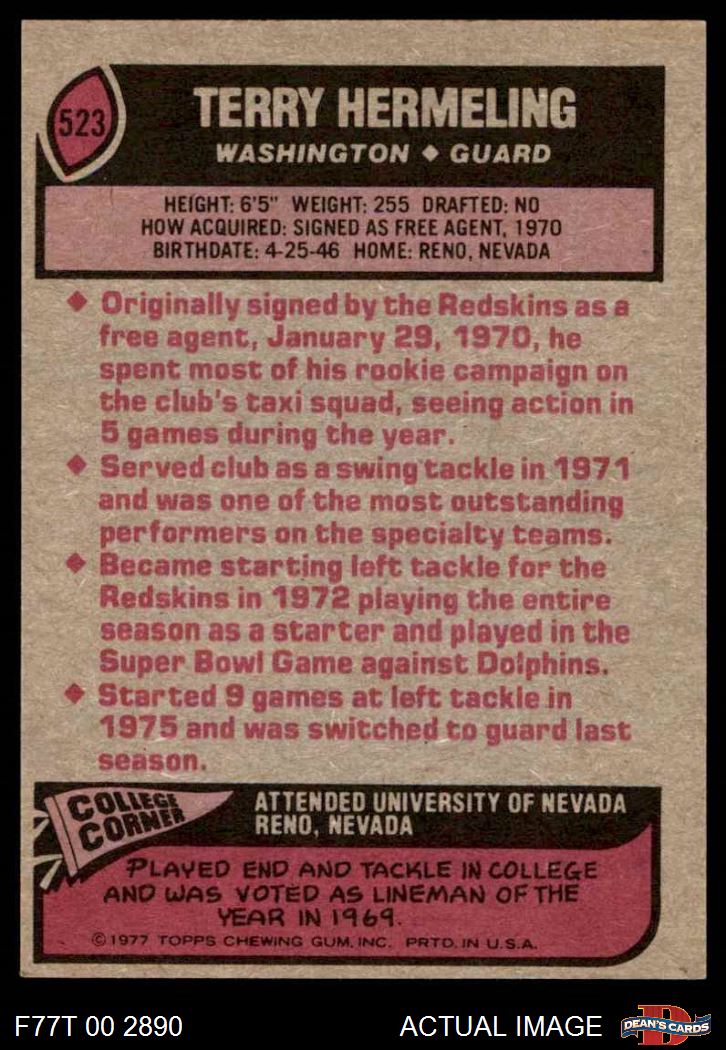 523
TERRY HERMELING
WASHINGTON ◆ GUARD
HEIGHT: 6'5" WEIGHT: 255 DRAFTED: NO
HOW ACQUIRED: SIGNED AS FREE AGENT, 1970
BIRTHDATE: 4-25-46 HOME: RENO, NEVADA
◆ Originally signed by the Redskins as a
free agent, January 29, 1970, he
spent most of his rookie campaign on
the club's taxi squad, seeing action in
5 games during the year.
◆ Served club as a swing tackle in 1971
and was one of the most outstanding
performers on the specialty teams.
◆ Became starting left tackle for the
Redskins in 1972 playing the entire
season as a starter and played in the
Super Bowl Game against Dolphins.
◆ Started 9 games at left tackle in
1975 and was switched to guard last
season.
COLLEGE
CORNER
ATTENDED UNIVERSITY OF NEVADA
RENO, NEVADA
PLAYED END AND TACKLE IN COLLEGE
AND WAS VOTED AS LINEMAN OF THE
YEAR IN 1969.
©1977 TOPPS CHEWING GUM, INC. PRTD. IN U.S.A.
F77T 00 2890
ACTUAL IMAGE
D
DEAN'S CARDS